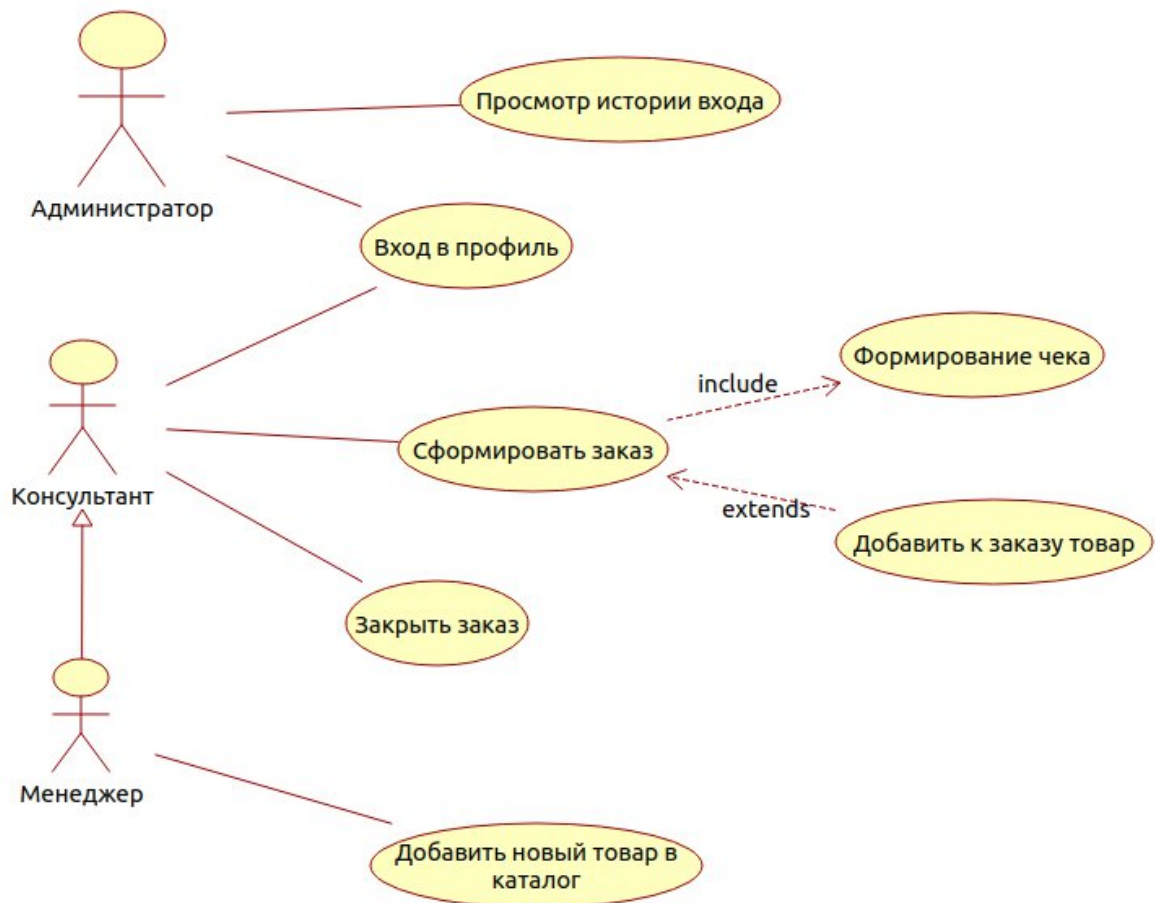 Просмотр истории входа
Администратор
Вход в профиль
Формирование чека
include
Сформировать заказ
Консультант
extends
Добавить к заказу товар
Закрыть заказ
Менеджер
Добавить новый товар в
каталог